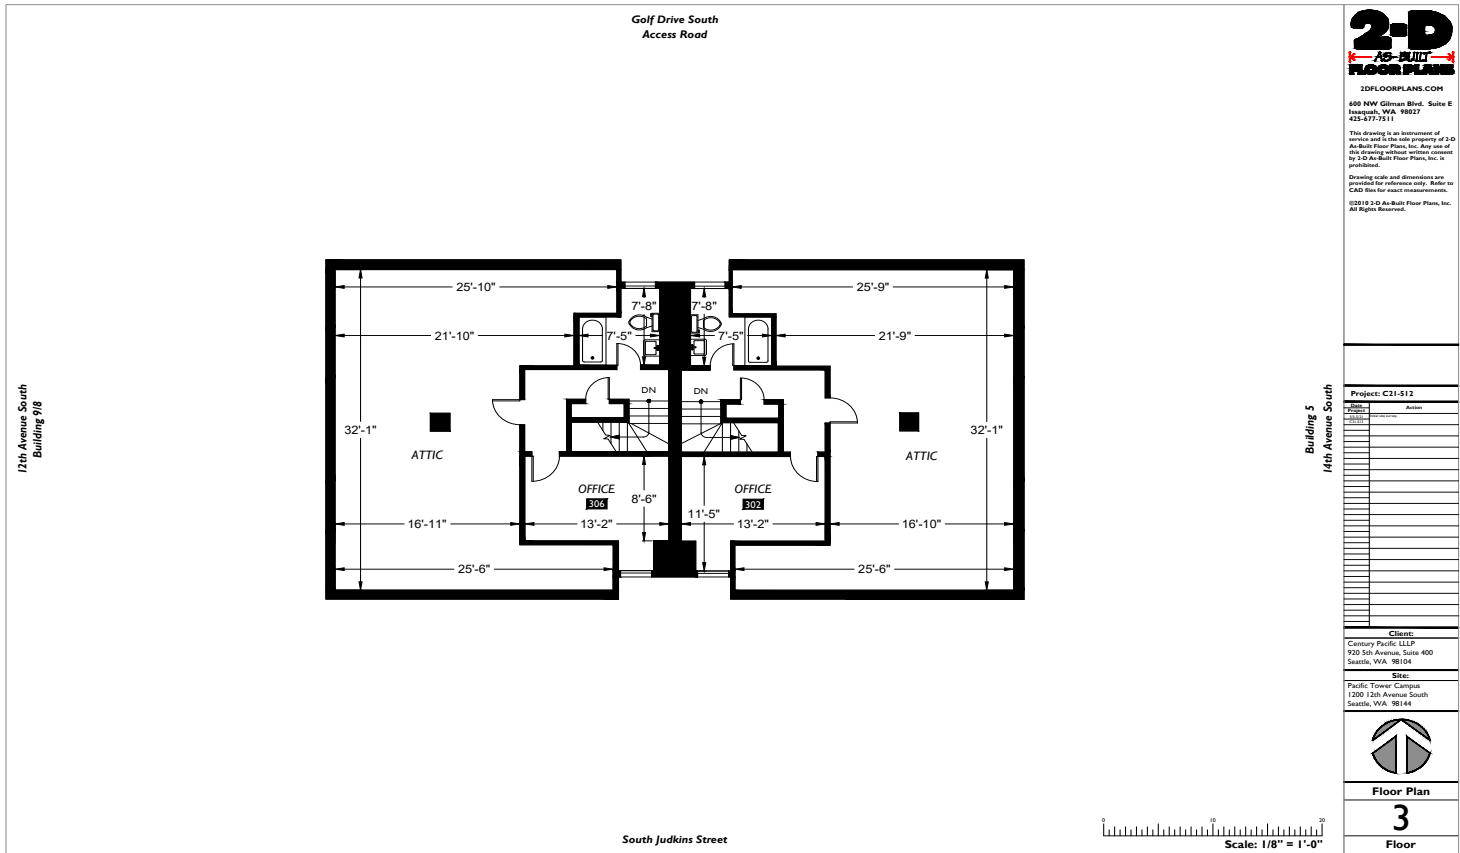 Golf Drive South
Access Road
12th Avenue South
Building 9/8
25'-10"
7'-8"
7'-8"
25'-9"
21'-10"
7'-5"
7'-5"
21'-9"
DN
DN
32'-1"
32'-1"
ATTIC
ATTIC
OFFICE
306
8'-6"
OFFICE
302
11'-5"
16'-11"
13'-2"
13'-2"
16'-10"
25'-6"
25'-6"
Building 5
14th Avenue South
South Judkins Street
0 10 20
Scale: 1/8" = 1'-0"
2-D
AS-BUILT
FLOOR PLANS
2DFLOORPLANS.COM
600 NW Gilman Blvd. Suite E
Issaquah, WA 98027
425-677-7511
This drawing is an instrument of
service and is the sole property of 2-D
As-Built Floor Plans, Inc. Any use of
this drawing without written consent
by 2-D As-Built Floor Plans, Inc. is
prohibited.
Drawing scale and dimensions are
provided for reference only. Refer to
CAD files for exact measurements.
©2010 2-D As-Built Floor Plans, Inc.
All Rights Reserved.
Project: C21-512
Date
Project
Action
Client:
Century Pacific LLLP
920 5th Avenue, Suite 400
Seattle, WA 98104
Site:
Pacific Tower Campus
1200 12th Avenue South
Seattle, WA 98144
Floor Plan
3
Floor